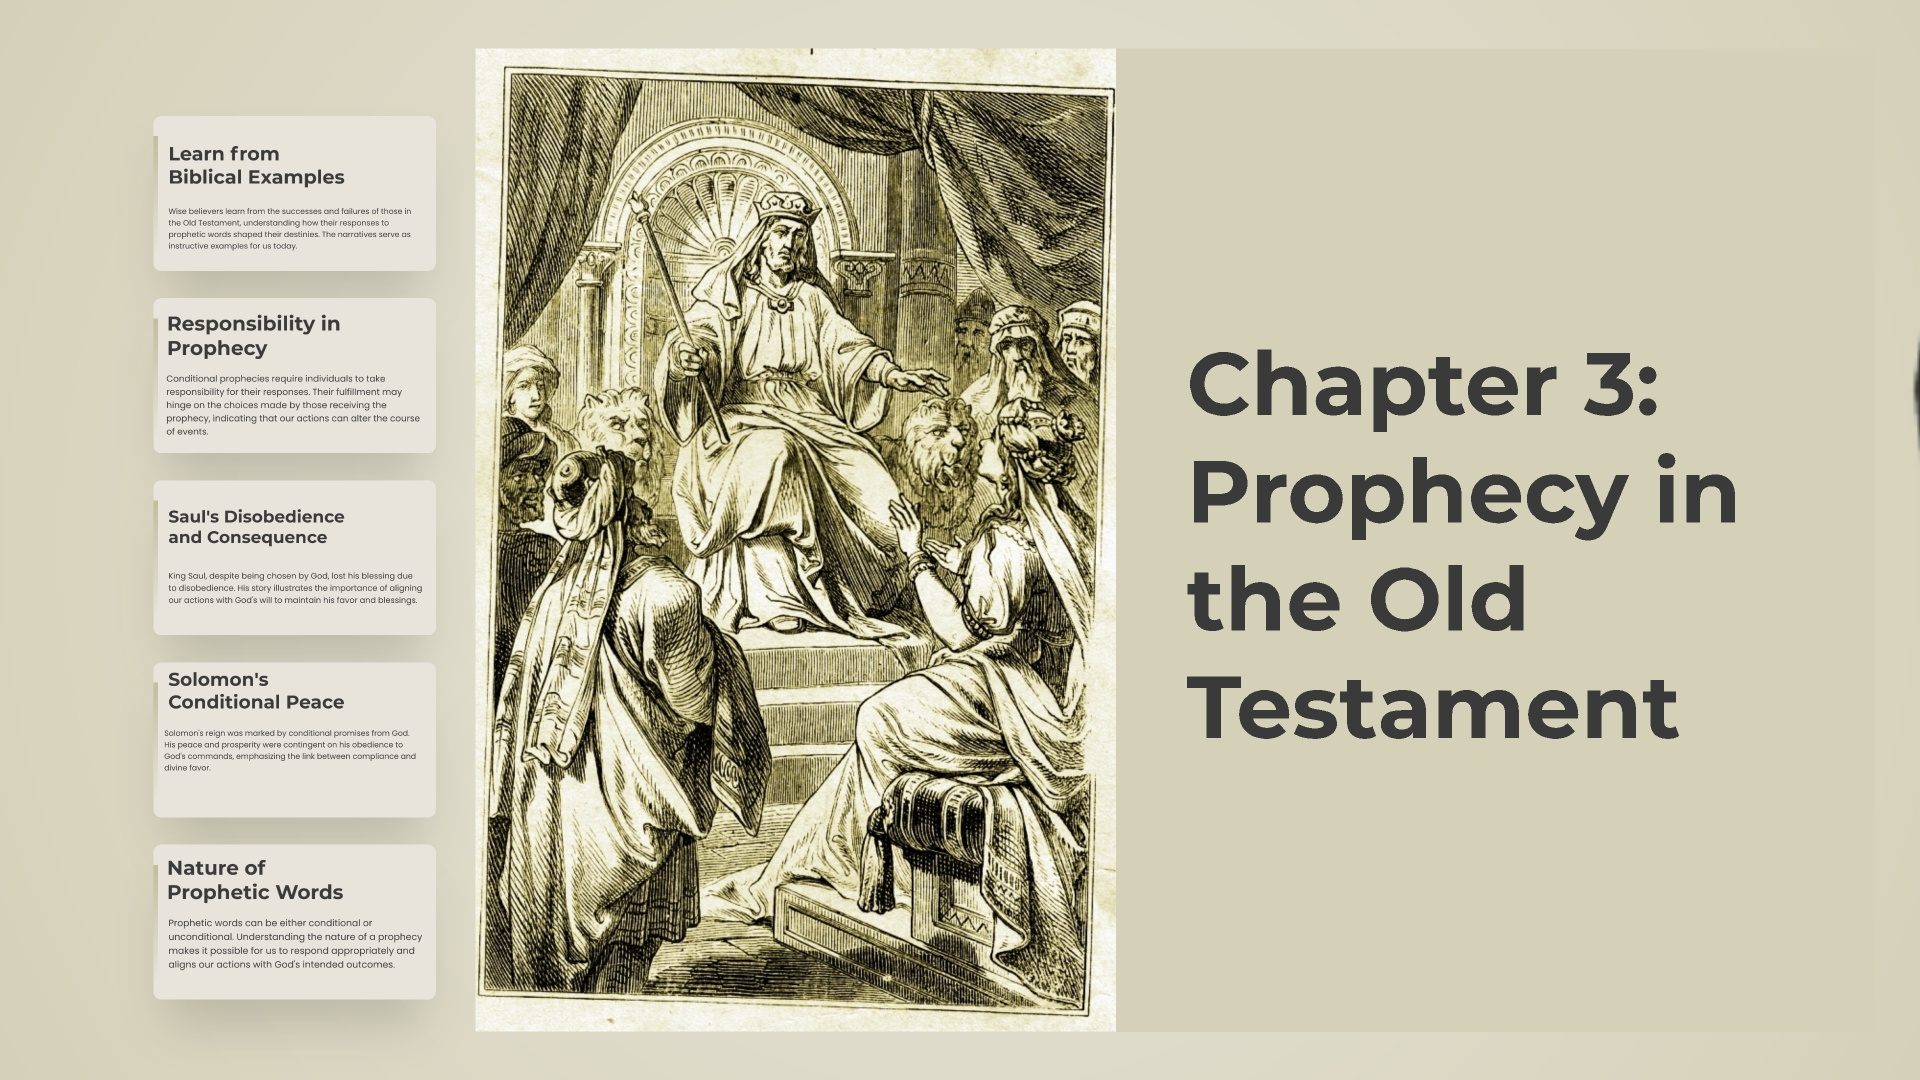 Learn from
Biblical Examples
Wise believers learn from the successes and failures of those in
the Old Testament, understanding how their responses to
prophetic words shaped their destinies. The narratives serve as
instructive examples for us today.
Responsibility in
Prophecy
Conditional prophecies require individuals to take
responsibility for their responses. Their fulfillment may
hinge on the choices made by those receiving the
prophecy, indicating that our actions can alter the course
of events.
Saul's Disobedience
and Consequence
King Saul, despite being chosen by God, lost his blessing due
to disobedience. His story illustrates the importance of aligning
our actions with God's will to maintain his favor and blessings.
Solomon's
Conditional Peace
Solomon's reign was marked by conditional promises from God.
His peace and prosperity were contingent on his obedience to
God's commands, emphasizing the link between compliance and
divine favor.
Nature of
Prophetic Words
Prophetic words can be either conditional or
unconditional. Understanding the nature of a prophecy
makes it possible for us to respond appropriately and
aligns our actions with God's intended outcomes.
Chapter 3:
Prophecy in
the Old
Testament